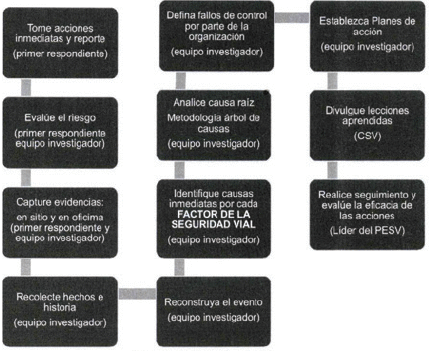 Tome acciones
inmediatas y reporte
(primer respondiente)
Evalúe el riesgo
(primer respondiente
equipo investigador)
Capture evidencias:
en sitio y en oficina
(primer respondiente y
equipo investigador)
Recolecte hechos e
historia
(equipo investigador)
Reconstruya el evento
(equipo investigador)
Identifique causas
inmediatas por cada
FACTOR DE LA
SEGURIDAD VIAL
(equipo investigador)
Analice causa raíz
Metodología árbol de
causas
(equipo investigador)
Defina fallos de control
por parte de la
organización
(equipo investigador)
Establezca Planes de
acción
(equipo investigador)
Divulgue lecciones
aprendidas
(CSV)
Realice seguimiento y
evalúe la eficacia de
las acciones
(Líder del PESV)